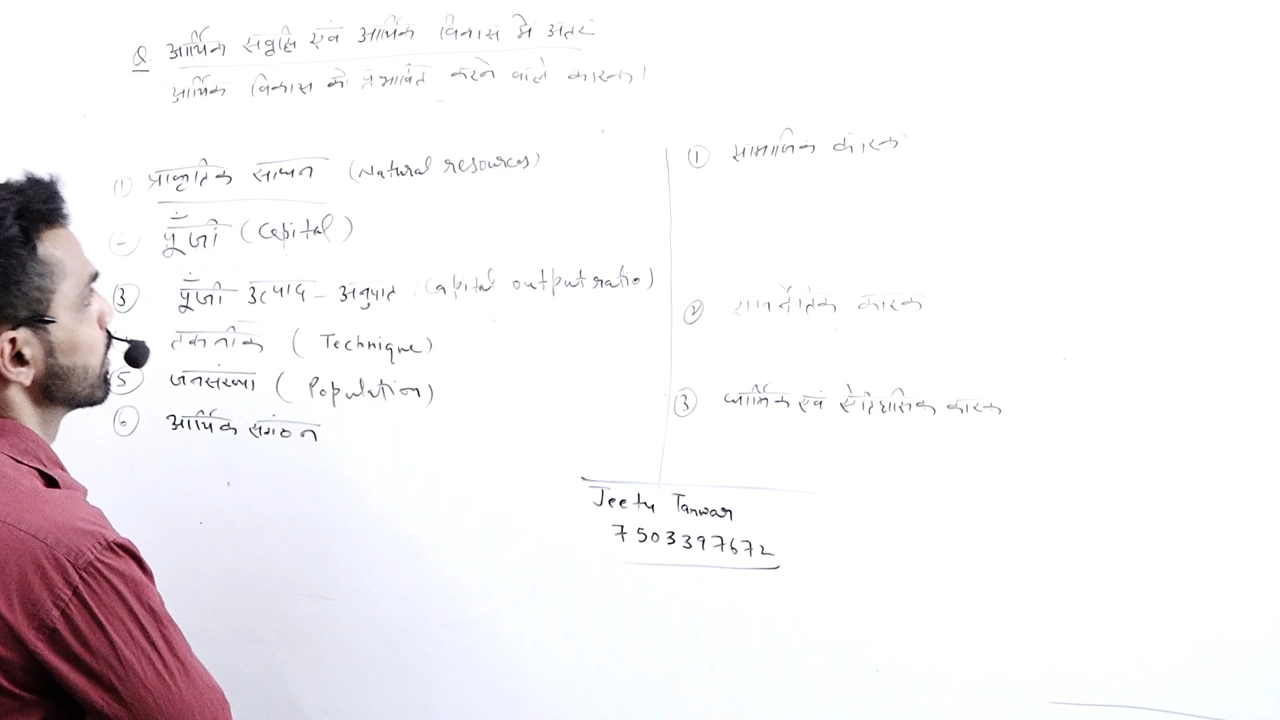 Q. आर्थिक संवृद्धि एवं आर्थिक विकास में अंतर
आर्थिक विकास को प्रभावित करने वाले कारक।
① प्राकृतिक साधन (Natural resources)
पूँजी (Capital)
③ पूँजी उत्पाद - अनुपात (Capital output ratio)
तकनीक (Technique)
⑤ जनसंख्या (Population)
⑥ आर्थिक संगठन
① सामाजिक कारक
② राजनैतिक कारक
③ धार्मिक एवं ऐतिहासिक कारक
Jeetu Tanwar
7503397672